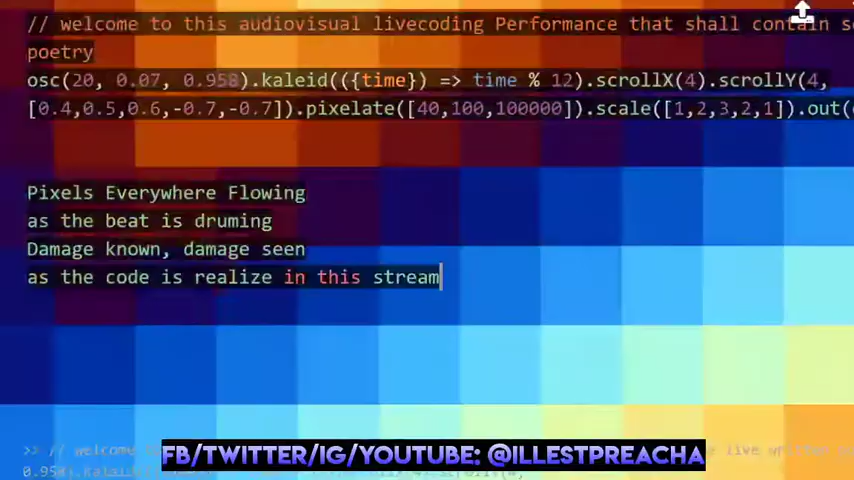 // welcome to this audiovisual livecoding Performance that shall contain
poetry
osc(20, 0.07, 0.958).kaleid(({time}) => time % 12).scrollX(4).scrollY(4,
[0.4,0.5,0.6,-0.7,-0.7]).pixelate([40,100,100000]).scale([1,2,3,2,1]).out(
Pixels Everywhere Flowing
as the beat is druming
Damage known, damage seen
as the code is realize in this stream
>> // welcome live
FB/TWITTER/IG/YOUTUBE: @ILLESTPREACHA